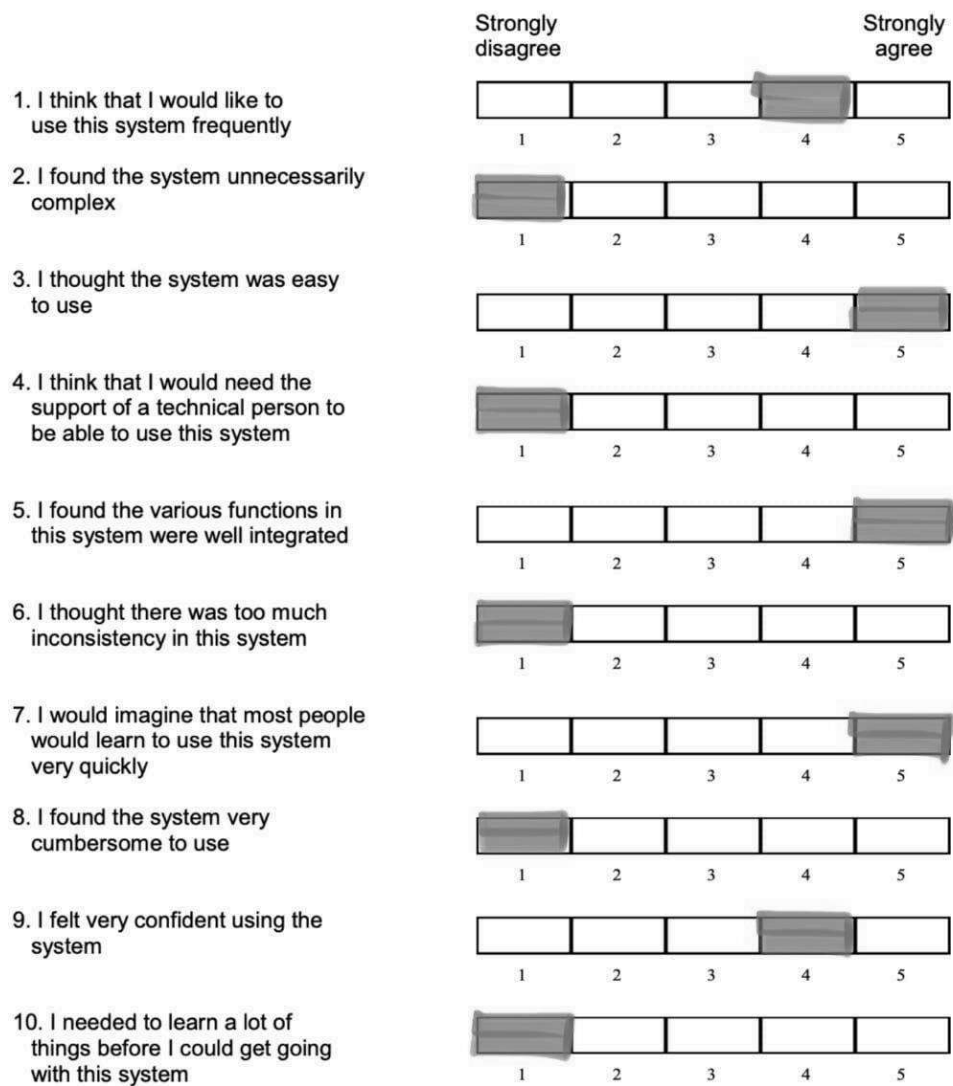 Strongly disagree
Strongly agree
1. I think that I would like to
use this system frequently
1 2 3 4 5
2. I found the system unnecessarily
complex
1 2 3 4 5
3. I thought the system was easy
to use
1 2 3 4 5
4. I think that I would need the
support of a technical person to
be able to use this system
1 2 3 4 5
5. I found the various functions in
this system were well integrated
1 2 3 4 5
6. I thought there was too much
inconsistency in this system
1 2 3 4 5
7. I would imagine that most people
would learn to use this system
very quickly
1 2 3 4 5
8. I found the system very
cumbersome to use
1 2 3 4 5
9. I felt very confident using the
system
1 2 3 4 5
10. I needed to learn a lot of
things before I could get going
with this system
1 2 3 4 5